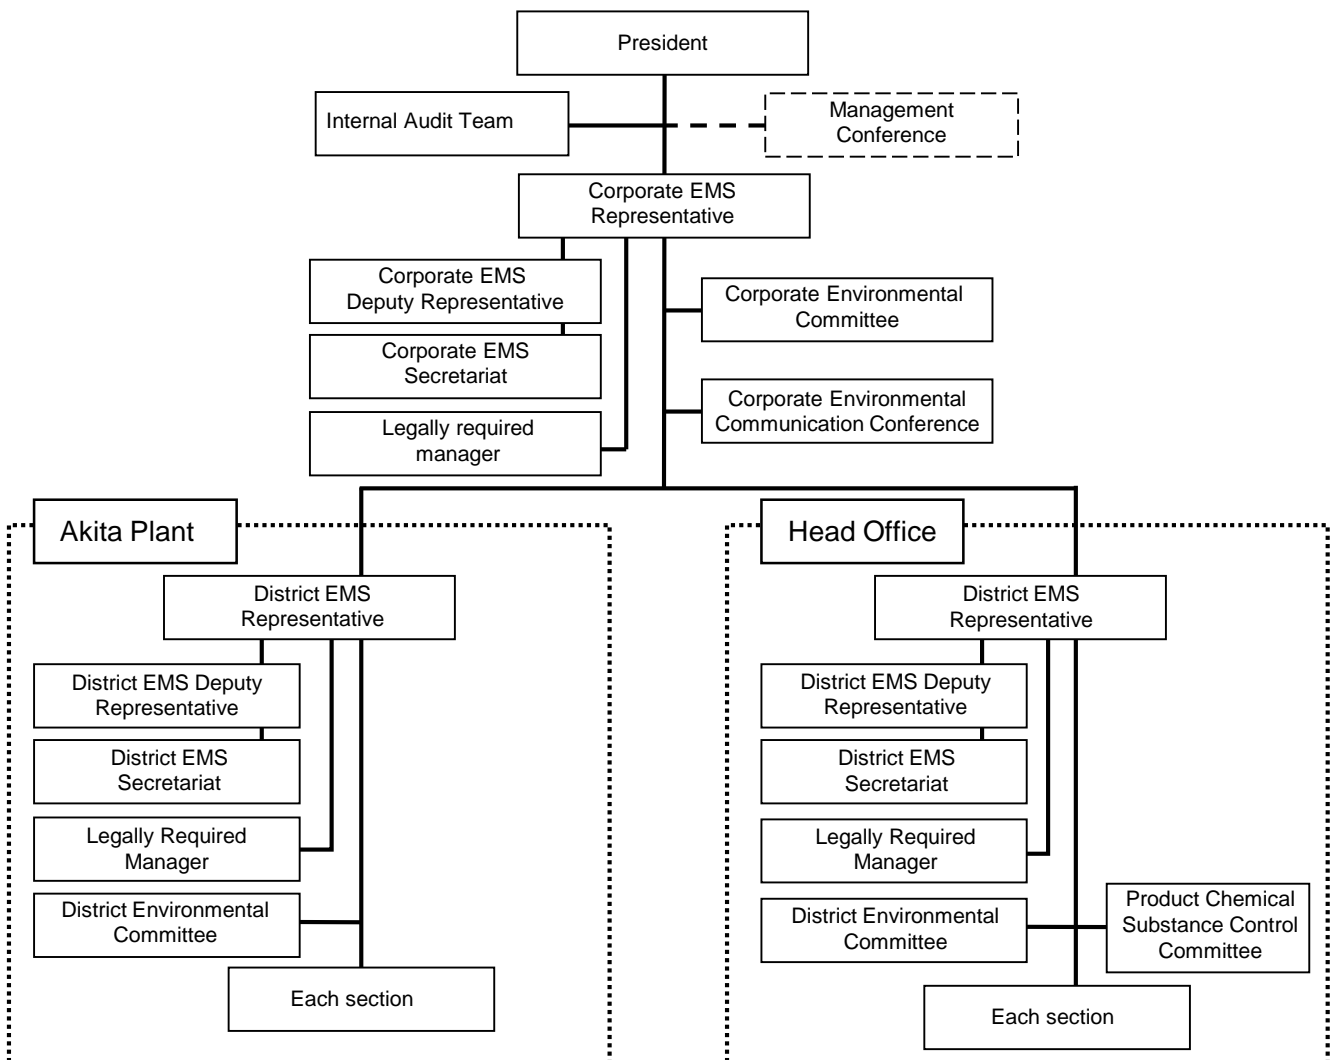 President
Internal Audit Team
Management
Conference
Corporate EMS
Representative
Corporate EMS
Deputy Representative
Corporate EMS
Secretariat
Legally required
manager
Corporate Environmental
Committee
Corporate Environmental
Communication Conference
Akita Plant
District EMS
Representative
District EMS Deputy
Representative
District EMS
Secretariat
Legally Required
Manager
District Environmental
Committee
Each section
Head Office
District EMS
Representative
District EMS Deputy
Representative
District EMS
Secretariat
Legally Required
Manager
District Environmental
Committee
Product Chemical
Substance Control
Committee
Each section